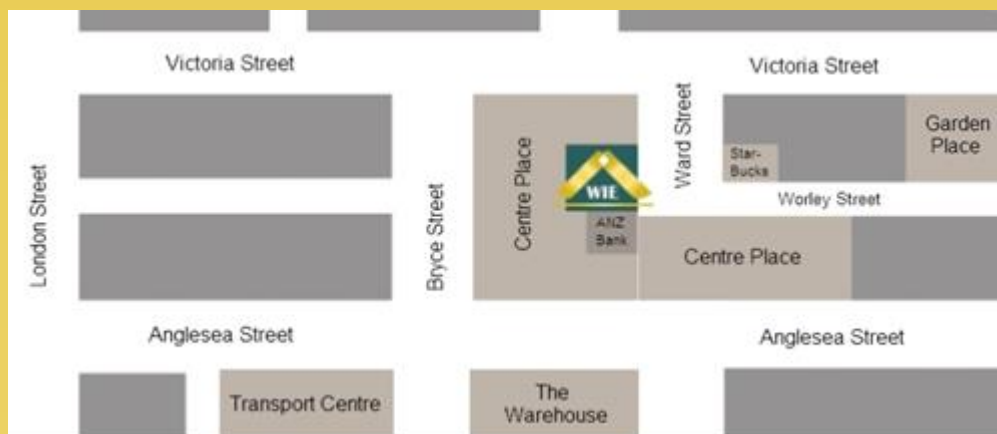 Victoria Street
Victoria Street
London Street
Bryce Street
Centre Place
Ward Street
Garden
Place
Star-
Bucks
WIE
Worley Street
ANZ
Bank
Centre Place
Anglesea Street
Anglesea Street
Transport Centre
The
Warehouse